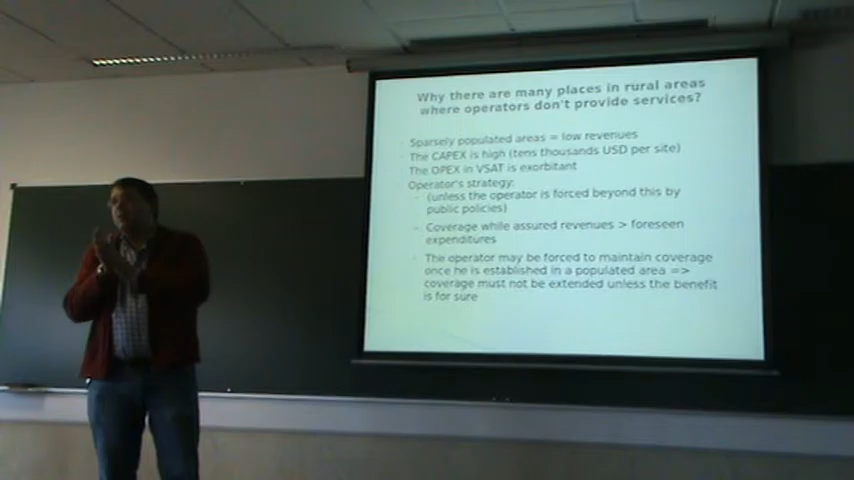 Why there are many places in rural areas
where operators don't provide services?
Sparsely populated areas = low revenues
The CAPEX is high (tens thousands USD per site)
The OPEX in VSAT is exorbitant
Operator's strategy:
- (unless the operator is forced beyond this by
public policies)
- Coverage while assured revenues > foreseen
expenditures
- The operator may be forced to maintain coverage
once he is established in a populated area =>
coverage must not be extended unless the benefit
is for sure